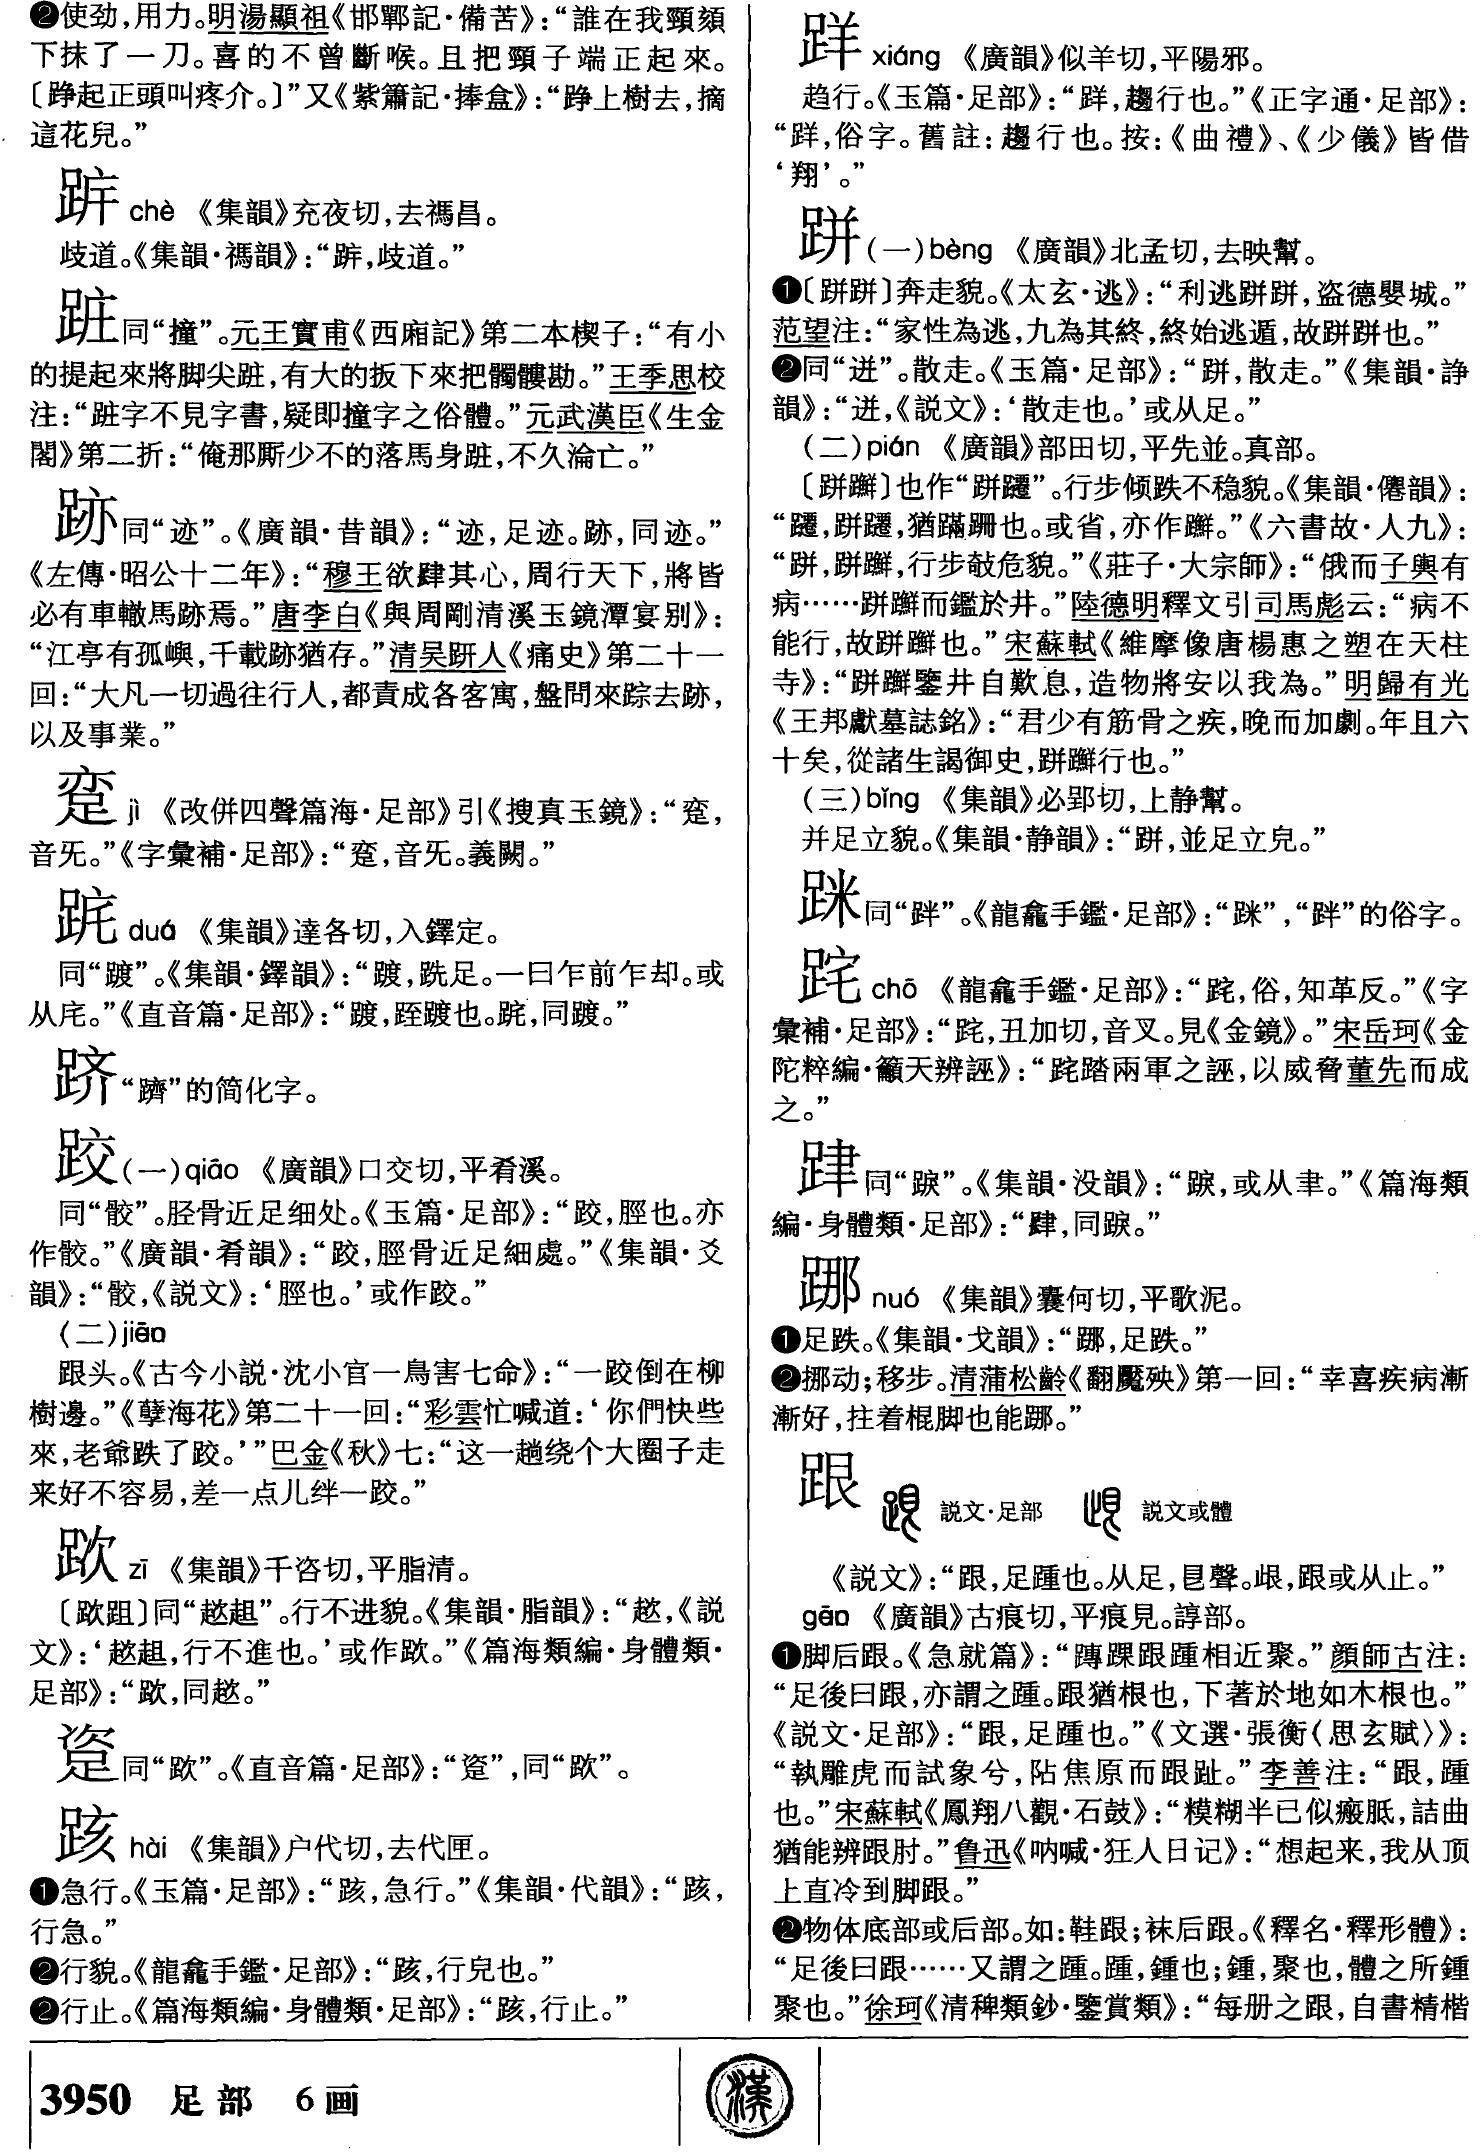 ❷使劲,用力。明湯顯祖《邯鄲記·備苦》:“誰在我頸頦
下抹了一刀。喜的不曾斷喉。且把頸子端正起來。
〔踭起正頭叫疼介。〕”又《紫簫記·捧盒》:“踭上樹去,摘
這花兒。”
䟕 chè 《集韻》充夜切,去禡昌。
歧道。《集韻·禡韻》:“䟕,歧道。”
𨀛同“撞”。元王實甫《西廂記》第二本楔子:“有小
的提起來將脚尖𨀛,有大的扳下來把髑髏勘。”王季思校
注:“𨀛字不見字書,疑即撞字之俗體。”元武漢臣《生金
閣》第二折:“俺那厮少不的落馬身𨀛,不久淪亡。”
跡同“迹”。《廣韻·昔韻》:“迹,足迹。跡,同迹。”
《左傳·昭公十二年》:“穆王欲肆其心,周行天下,將皆
必有車轍馬跡焉。”唐李白《與周剛清溪玉鏡潭宴别》:
“江亭有孤嶼,千載跡猶存。”清吴趼人《痛史》第二十一
回:“大凡一切過往行人,都責成各客寓,盤問來踪去跡,
以及事業。”
jì 《改併四聲篇海·足部》引《搜真玉鏡》:“,
音旡。”《字彙補·足部》:“,音旡。義闕。”
duó 《集韻》達各切,入鐸定。
同“踱”。《集韻·鐸韻》:“踱,跣足。一曰乍前乍却。或
从庹。”《直音篇·足部》:“踱,跮踱也。,同踱。”
跻“躋”的简化字。
跤(一)qiāo 《廣韻》口交切,平肴溪。
同“骹”。胫骨近足细处。《玉篇·足部》:“跤,脛也。亦
作骹。”《廣韻·肴韻》:“跤,脛骨近足細處。”《集韻·爻
韻》:“骹,《説文》:‘脛也。’或作跤。”
(二)jiāo
跟头。《古今小説·沈小官一鳥害七命》:“一跤倒在柳
樹邊。”《孽海花》第二十一回:“彩雲忙喊道:‘你們快些
來,老爺跌了跤。’”巴金《秋》七:“这一趟绕个大圈子走
来好不容易,差一点儿绊一跤。”
䟿 zī 《集韻》千咨切,平脂清。
〔䟿跙〕同“趑趄”。行不进貌。《集韻·脂韻》:“趑,《説
文》:‘趑趄,行不進也。’或作䟿。”《篇海類編·身體類·
足部》:“䟿,同趑。”
同“䟿”。《直音篇·足部》:“”,同“䟿”。
䠹 hài 《集韻》户代切,去代匣。
❶急行。《玉篇·足部》:“,急行。”《集韻·代韻》:“,
行急。”
❷行貌。《龍龕手鑑·足部》:“,行皃也。”
❷行止。《篇海類編·身體類·足部》:“,行止。”
跭 xiáng 《廣韻》似羊切,平陽邪。
趋行。《玉篇·足部》:“,趨行也。”《正字通·足部》:
“,俗字。舊註:趨行也。按:《曲禮》、《少儀》皆借
‘翔’。”
跰(一)bèng 《廣韻》北孟切,去映幫。
❶〔跰跰〕奔走貌。《太玄·逃》:“利逃跰跰,盗德嬰城。”
范望注:“家性為逃,九為其終,終始逃遁,故跰跰也。”
❷同“迸”。散走。《玉篇·足部》:“跰,散走。”《集韻·諍
韻》:“迸,《説文》:‘散走也。’或从足。”
(二)pián 《廣韻》部田切,平先並。真部。
〔跰𨇤〕也作“跰躚”。行步倾跌不稳貌。《集韻·僊韻》:
“躚,跰躚,猶蹣跚也。或省,亦作𨇤。”《六書故·人九》:
“跰,跰𨇤,行步敧危貌。”《莊子·大宗師》:“俄而子輿有
病……跰𨇤而鑑於井。”陸德明釋文引司馬彪云:“病不
能行,故跰𨇤也。”宋蘇軾《維摩像唐楊惠之塑在天柱
寺》:“跰𨇤鑒井自歎息,造物將安以我為。”明歸有光
《王邦獻墓誌銘》:“君少有筋骨之疾,晚而加劇。年且六
十矣,從諸生謁御史,跰𨇤行也。”
(三)bǐng 《集韻》必郢切,上静幫。
并足立貌。《集韻·静韻》:“跰,並足立皃。”
同“跘”。《龍龕手鑑·足部》:“”,“跘”的俗字。
chō 《龍龕手鑑·足部》:“,俗,知革反。”《字
彙補·足部》:“,丑加切,音叉。見《金鏡》。”宋岳珂《金
陀粹編·籲天辨誣》:“踏兩軍之誣,以威脅董先而成
之。”
同“踿”。《集韻·没韻》:“,或从聿。”《篇海類
編·身體類·足部》:“肆,同。”
挪 nuó 《集韻》囊何切,平歌泥。
❶足跌。《集韻·戈韻》:“,足跌。”
❷挪动;移步。清蒲松齡《翻魘殃》第一回:“幸喜疾病漸
漸好,拄着棍脚也能。”
跟 説文·足部 説文或體
《説文》:“跟,足踵也。从足,㫐聲。䟴,跟或从止。”
gēn 《廣韻》古痕切,平痕見。諄部。
❶脚后跟。《急就篇》:“踹踝跟踵相近聚。”顔師古注:
“足後曰跟,亦謂之踵。跟猶根也,下著於地如木根也。”
《説文·足部》:“跟,足踵也。”《文選·張衡〈思玄賦〉》:
“執雕虎而試象兮,阽焦原而跟趾。”李善注:“跟,踵
也。”宋蘇軾《鳳翔八觀·石鼓》:“模糊半已似瘢胝,詰曲
猶能辨跟肘。”鲁迅《呐喊·狂人日记》:“想起来,我从顶
上直冷到脚跟。”
❷物体底部或后部。如:鞋跟;袜后跟。《釋名·釋形體》:
“足後曰跟……又謂之踵。踵,鍾也;鍾,聚也,體之所鍾
聚也。”徐珂《清稗類鈔·鑒賞類》:“每册之跟,自書精楷
3950 足部 6画
漢